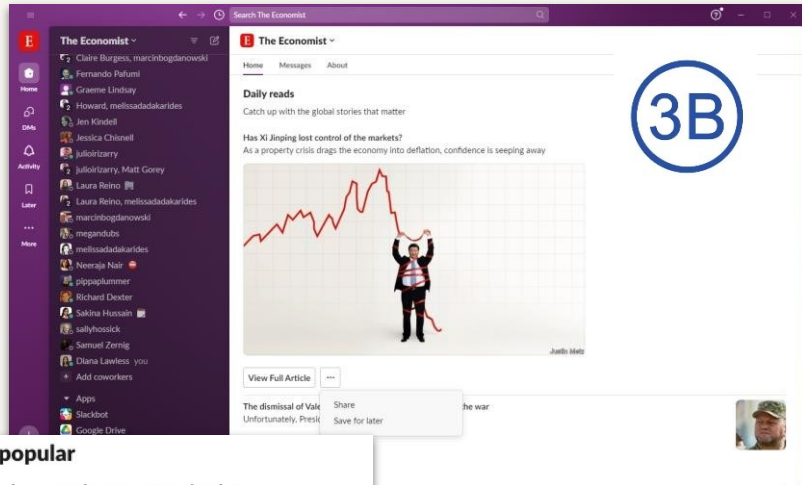 Search The Economist
E
The Economist
E The Economist
Claire Burgess, marcinbogdanowski
Fernando Pafumi
Graeme Lindsay
Howard, melissadadakarides
Jen Kindell
Jessica Chisnell
julioirizarry
julioirizarry, Matt Gorey
Laura Reino
Laura Reino, melissadadakarides
marcinbogdanowski
megandubs
melissadadakarides
Neeraja Nair
pippaplummer
Richard Dexter
Sakina Hussain
sallyhossick
Samuel Zernig
Diana Lawless you
Add coworkers
Apps
Slackbot
Google Drive
Home
DMs
Activity
Later
More
Home Messages About
Daily reads
Catch up with the global stories that matter
Has Xi Jinping lost control of the markets?
As a property crisis drags the economy into deflation, confidence is seeping away
Justin Metz
View Full Article
Share
Save for later
The dismissal of Vale
he war
Unfortunately, Presid
3B
popular